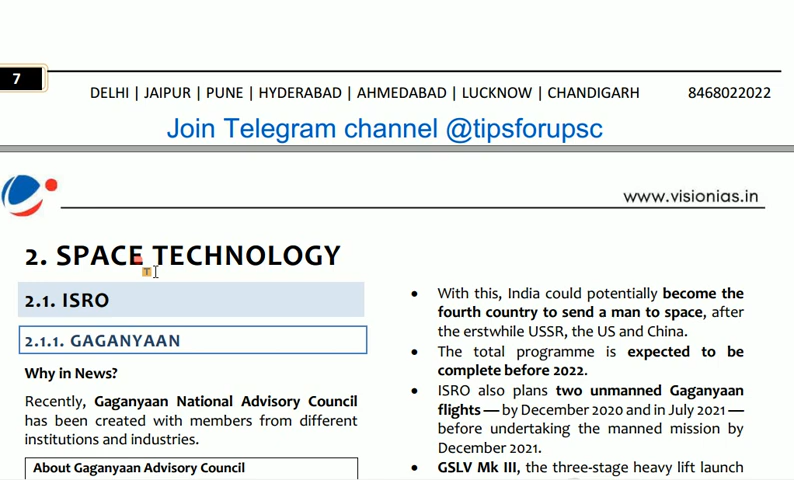 7
DELHI | JAIPUR | PUNE | HYDERABAD | AHMEDABAD | LUCKNOW | CHANDIGARH 8468022022
Join Telegram channel @tipsforupsc
www.visionias.in
2. SPACE TECHNOLOGY
2.1. ISRO
2.1.1. GAGANYAAN
Why in News?
Recently, Gaganyaan National Advisory Council
has been created with members from different
institutions and industries.
About Gaganyaan Advisory Council
• With this, India could potentially become the
fourth country to send a man to space, after
the erstwhile USSR, the US and China.
• The total programme is expected to be
complete before 2022.
• ISRO also plans two unmanned Gaganyaan
flights — by December 2020 and in July 2021 —
before undertaking the manned mission by
December 2021.
• GSLV Mk III, the three-stage heavy lift launch